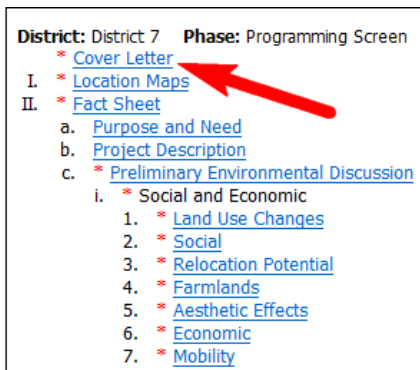 District: District 7 Phase: Programming Screen
* Cover Letter
I. * Location Maps
II. * Fact Sheet
a. Purpose and Need
b. Project Description
c. * Preliminary Environmental Discussion
i. * Social and Economic
1. * Land Use Changes
2. * Social
3. * Relocation Potential
4. * Farmlands
5. * Aesthetic Effects
6. * Economic
7. * Mobility